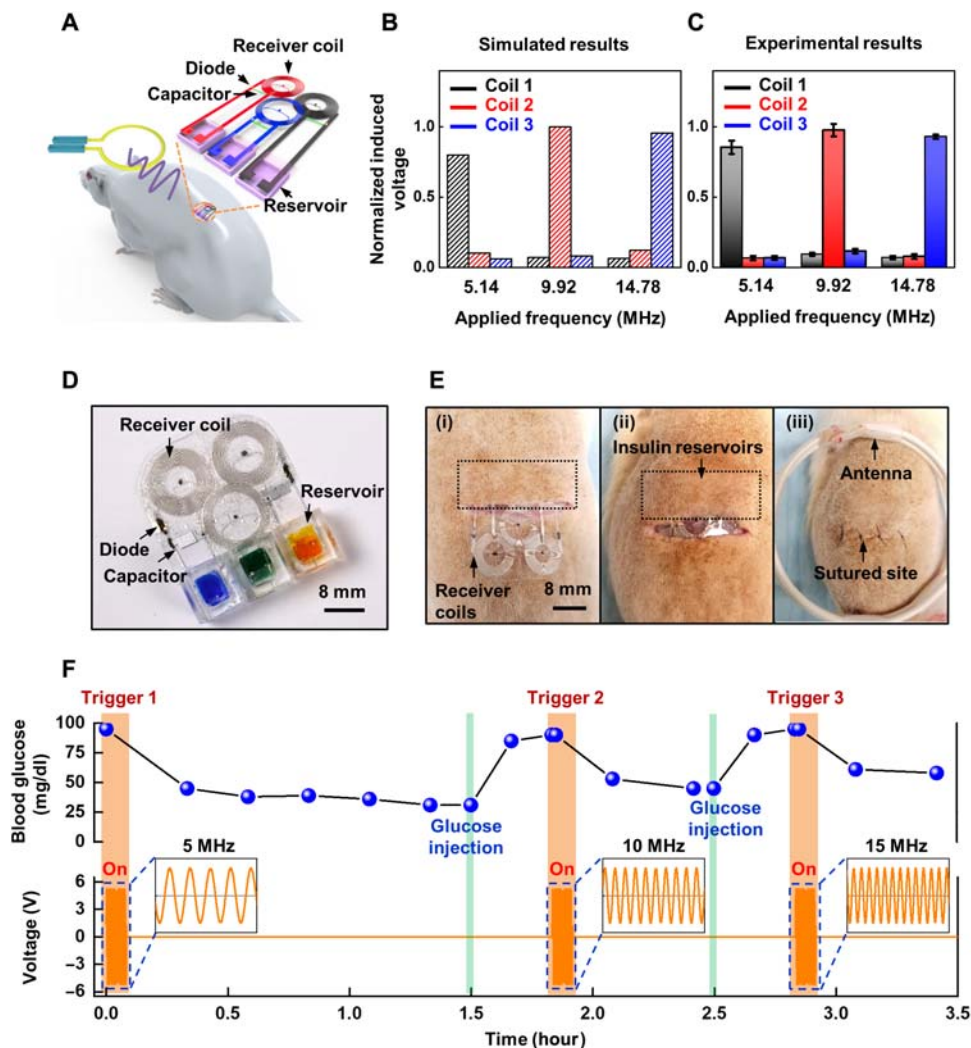 A
Receiver coil
Diode
Capacitor
Reservoir
B
Simulated results
Coil 1
Coil 2
Coil 3
Normalized induced
voltage
1.0
0.5
0.0
5.14 9.92 14.78
Applied frequency (MHz)
C
Experimental results
Coil 1
Coil 2
Coil 3
1.0
0.5
0.0
5.14 9.92 14.78
Applied frequency (MHz)
D
Receiver coil
Reservoir
Diode
Capacitor
8 mm
E
(i)
Receiver
coils
8 mm
(ii)
Insulin reservoirs
(iii)
Antenna
Sutured site
F
Trigger 1 Trigger 2 Trigger 3
Blood glucose
(mg/dl)
100
75
50
25
0
Glucose
injection
Glucose
injection
On 5 MHz On 10 MHz On 15 MHz
Voltage (V)
6
3
0
−3
−6
0.0 0.5 1.0 1.5 2.0 2.5 3.0 3.5
Time (hour)